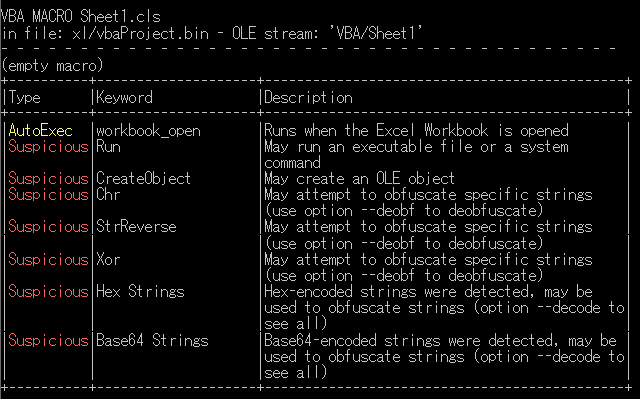 VBA MACRO Sheet1.cls
in file: xl/vbaProject.bin - OLE stream: 'VBA/Sheet1'
- - - - - - - - - - - - - - - - - - - - - - - - - - - - - - - - - - - - - - -
(empty macro)
+----------+--------------------+---------------------------------------------+
|Type      |Keyword             |Description                                  |
+----------+--------------------+---------------------------------------------+
|AutoExec  |workbook_open       |Runs when the Excel Workbook is opened       |
|Suspicious|Run                 |May run an executable file or a system       |
|          |                    |command                                      |
|Suspicious|CreateObject        |May create an OLE object                     |
|Suspicious|Chr                 |May attempt to obfuscate specific strings    |
|          |                    |(use option --deobf to deobfuscate)          |
|Suspicious|StrReverse          |May attempt to obfuscate specific strings    |
|          |                    |(use option --deobf to deobfuscate)          |
|Suspicious|Xor                 |May attempt to obfuscate specific strings    |
|          |                    |(use option --deobf to deobfuscate)          |
|Suspicious|Hex Strings         |Hex-encoded strings were detected, may be    |
|          |                    |used to obfuscate strings (option --decode to|
|          |                    |see all)                                     |
|Suspicious|Base64 Strings      |Base64-encoded strings were detected, may be |
|          |                    |used to obfuscate strings (option --decode to|
|          |                    |see all)                                     |
+----------+--------------------+---------------------------------------------+